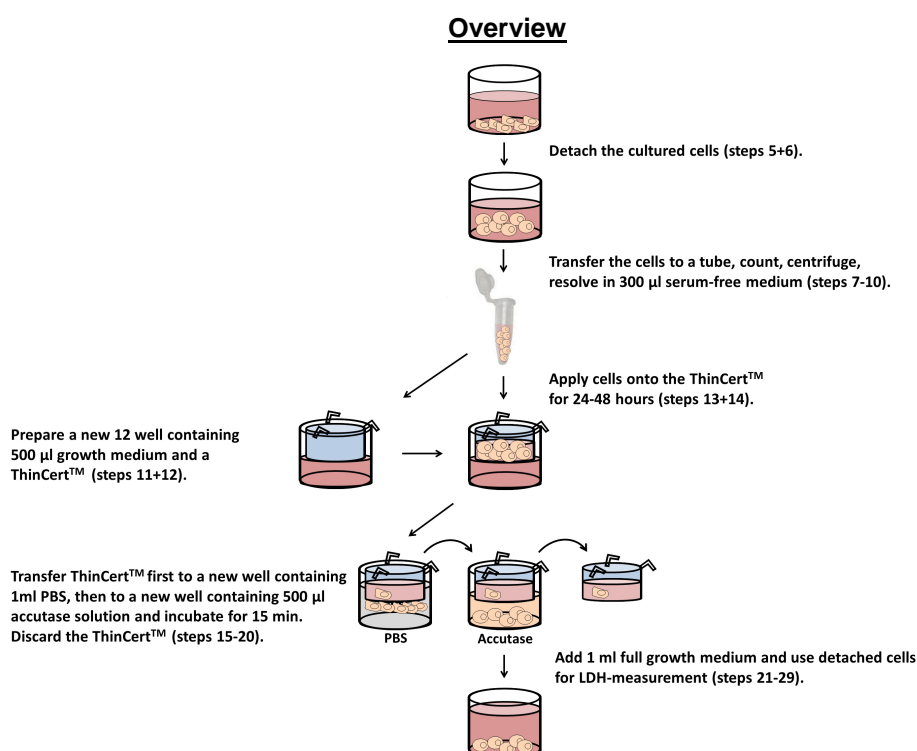 Overview
Detach the cultured cells (steps 5+6).
Transfer the cells to a tube, count, centrifuge,
resolve in 300 µl serum-free medium (steps 7-10).
Apply cells onto the ThinCert™
for 24-48 hours (steps 13+14).
Prepare a new 12 well containing
500 µl growth medium and a
ThinCert™ (steps 11+12).
Transfer ThinCert™ first to a new well containing
1ml PBS, then to a new well containing 500 µl
accutase solution and incubate for 15 min.
Discard the ThinCert™ (steps 15-20).
PBS
Accutase
Add 1 ml full growth medium and use detached cells
for LDH-measurement (steps 21-29).